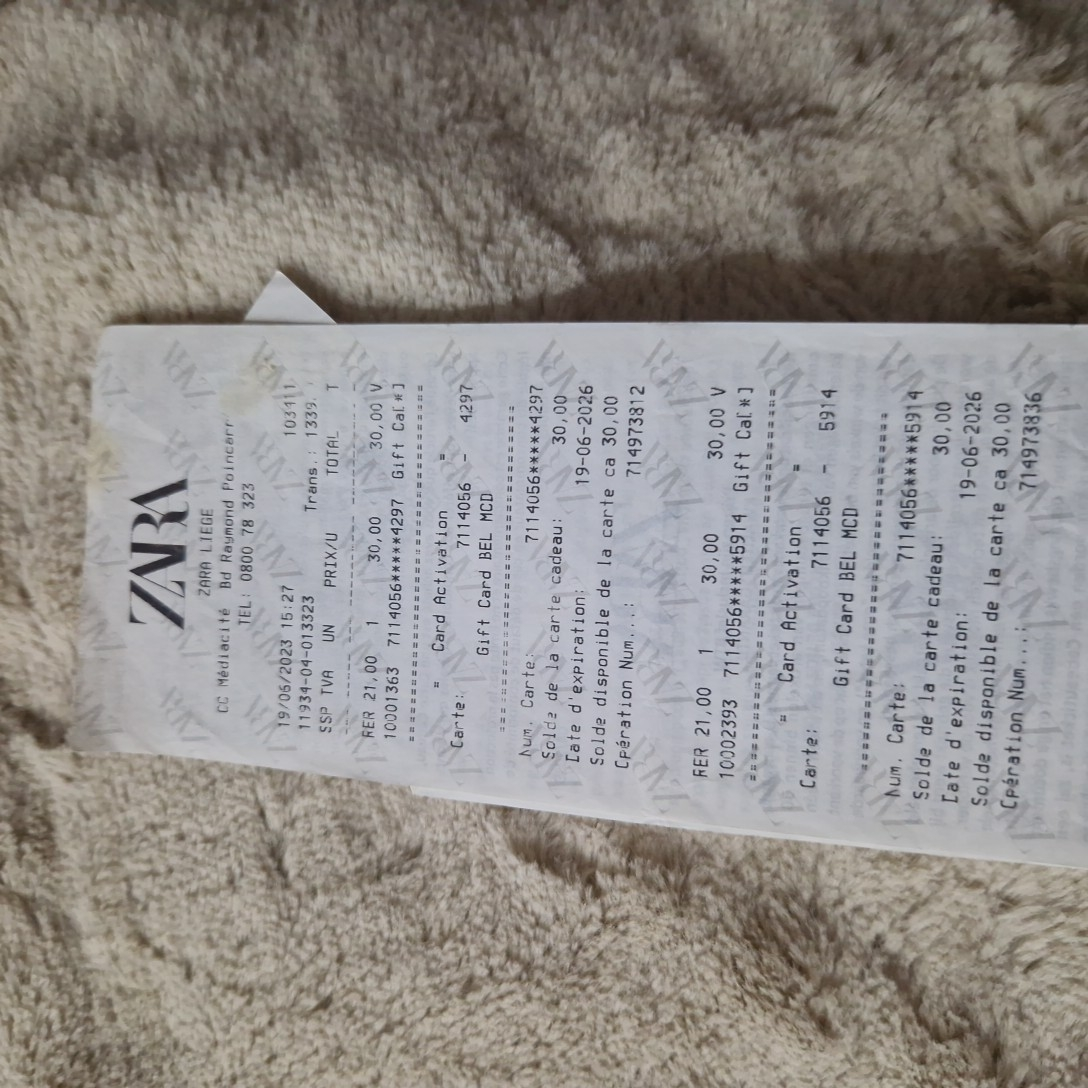 ZARA
ZARA LIEGE
CC Médiacité Bd Raymond Poincarr
TEL: 0800 78 323
19/06/2023 15:27 103411
11934-04-013323 Trans.: 1339.
SSP TVA UN PRIX/U TOTAL T
RER 21,00 1 30,00 30,00 V
10001363 7114056*****4297 Gift Ca[*]
==============================
= Card Activation =
Carte: 7114056 - 4297
Gift Card BEL MCD
==============================
Num. Carte: 7114056*****4297
Solde de la carte cadeau: 30,00
Date d'expiration: 19-06-2026
Solde disponible de la carte ca 30,00
Opération Num...: 714973812
RER 21,00 1 30,00 30,00 V
10002393 7114056*****5914 Gift Ca[*]
==============================
= Card Activation =
Carte: 7114056 - 5914
Gift Card BEL MCD
==============================
Num. Carte: 7114056*****5914
Solde de la carte cadeau: 30,00
Date d'expiration: 19-06-2026
Solde disponible de la carte ca 30,00
Opération Num...: 714973836